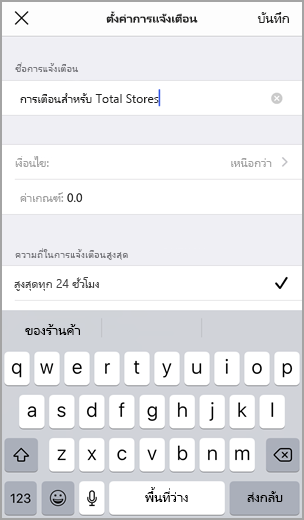 ตั้งค่าการแจ้งเตือน บันทึก
ชื่อการแจ้งเตือน
การเตือนสำหรับ Total Stores
เงื่อนไข: เหนือกว่า
ค่าเกณฑ์: 0.0
ความถี่ในการแจ้งเตือนสูงสุด
สูงสุดทุก 24 ชั่วโมง
ของร้านค้า
q w e r t y u i o p
a s d f g h j k l
z x c v b n m
123 พื้นที่ว่าง ส่งกลับ